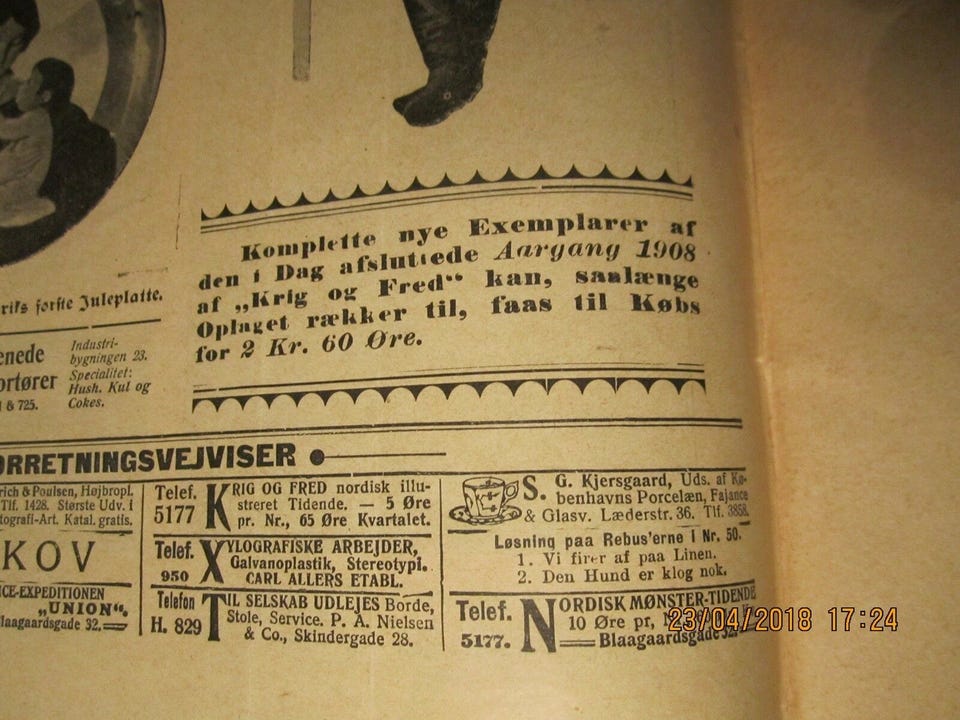 riks første Juleplatte.
Komplette nye Exemplarer af
den i Dag afsluttede Aargang 1908
af „Krig og Fred“ kan, saalænge
Oplaget rækker til, faas til Købs
for 2 Kr. 60 Øre.
enede
ortører
1 & 725.
Industri-
bygningen 23.
Specialitet:
Hush. Kul og
Cokes.
ORRETNINGSVEJVISER
rich & Poulsen, Højbropl.
Tlf. 1428. Største Udv. i
tografi-Art. Katal. gratis.
KOV
CE-EXPEDITIONEN
„UNION“.
laagaardsgade 32.
Telef.
5177
KRIG OG FRED nordisk illu-
streret Tidende. — 5 Øre
pr. Nr., 65 Øre Kvartalet.
Telef.
950
XYLOGRAFISKE ARBEJDER,
Galvanoplastik, Stereotypi.
CARL ALLERS ETABL.
Telefon
H. 829
TIL SELSKAB UDLEJES Borde,
Stole, Service. P. A. Nielsen
& Co., Skindergade 28.
S. G. Kjersgaard, Uds. af Kø-
benhavns Porcelæn, Fajance
& Glasv. Læderstr. 36. Tlf. 3858.
Løsning paa Rebus'erne i Nr. 50.
1. Vi firer af paa Linen.
2. Den Hund er klog nok.
Telef.
5177.
NORDISK MØNSTER-TIDENDE
10 Øre pr,
Blaagaardsgade 32.
23/04/2018 17:24